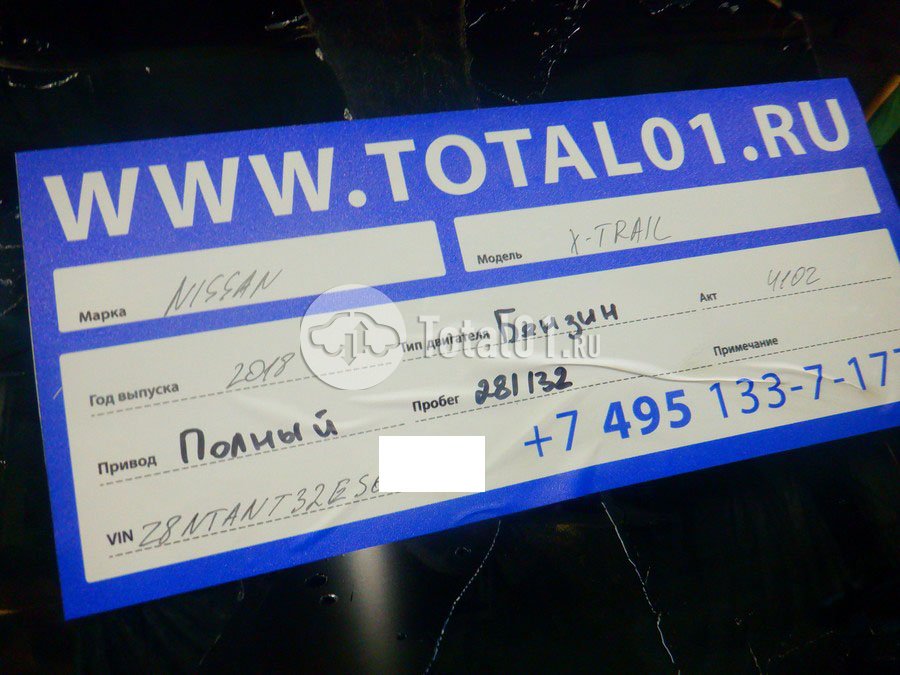 WWW.TOTAL01.RU
Марка NISSAN Модель X-TRAIL
Год выпуска 2018 Тип двигателя Бензин Акт 4102
Total01.RU
Привод Полный Пробег 281132 Примечание
+7 495 133-7-177
VIN Z8NTANT32ES